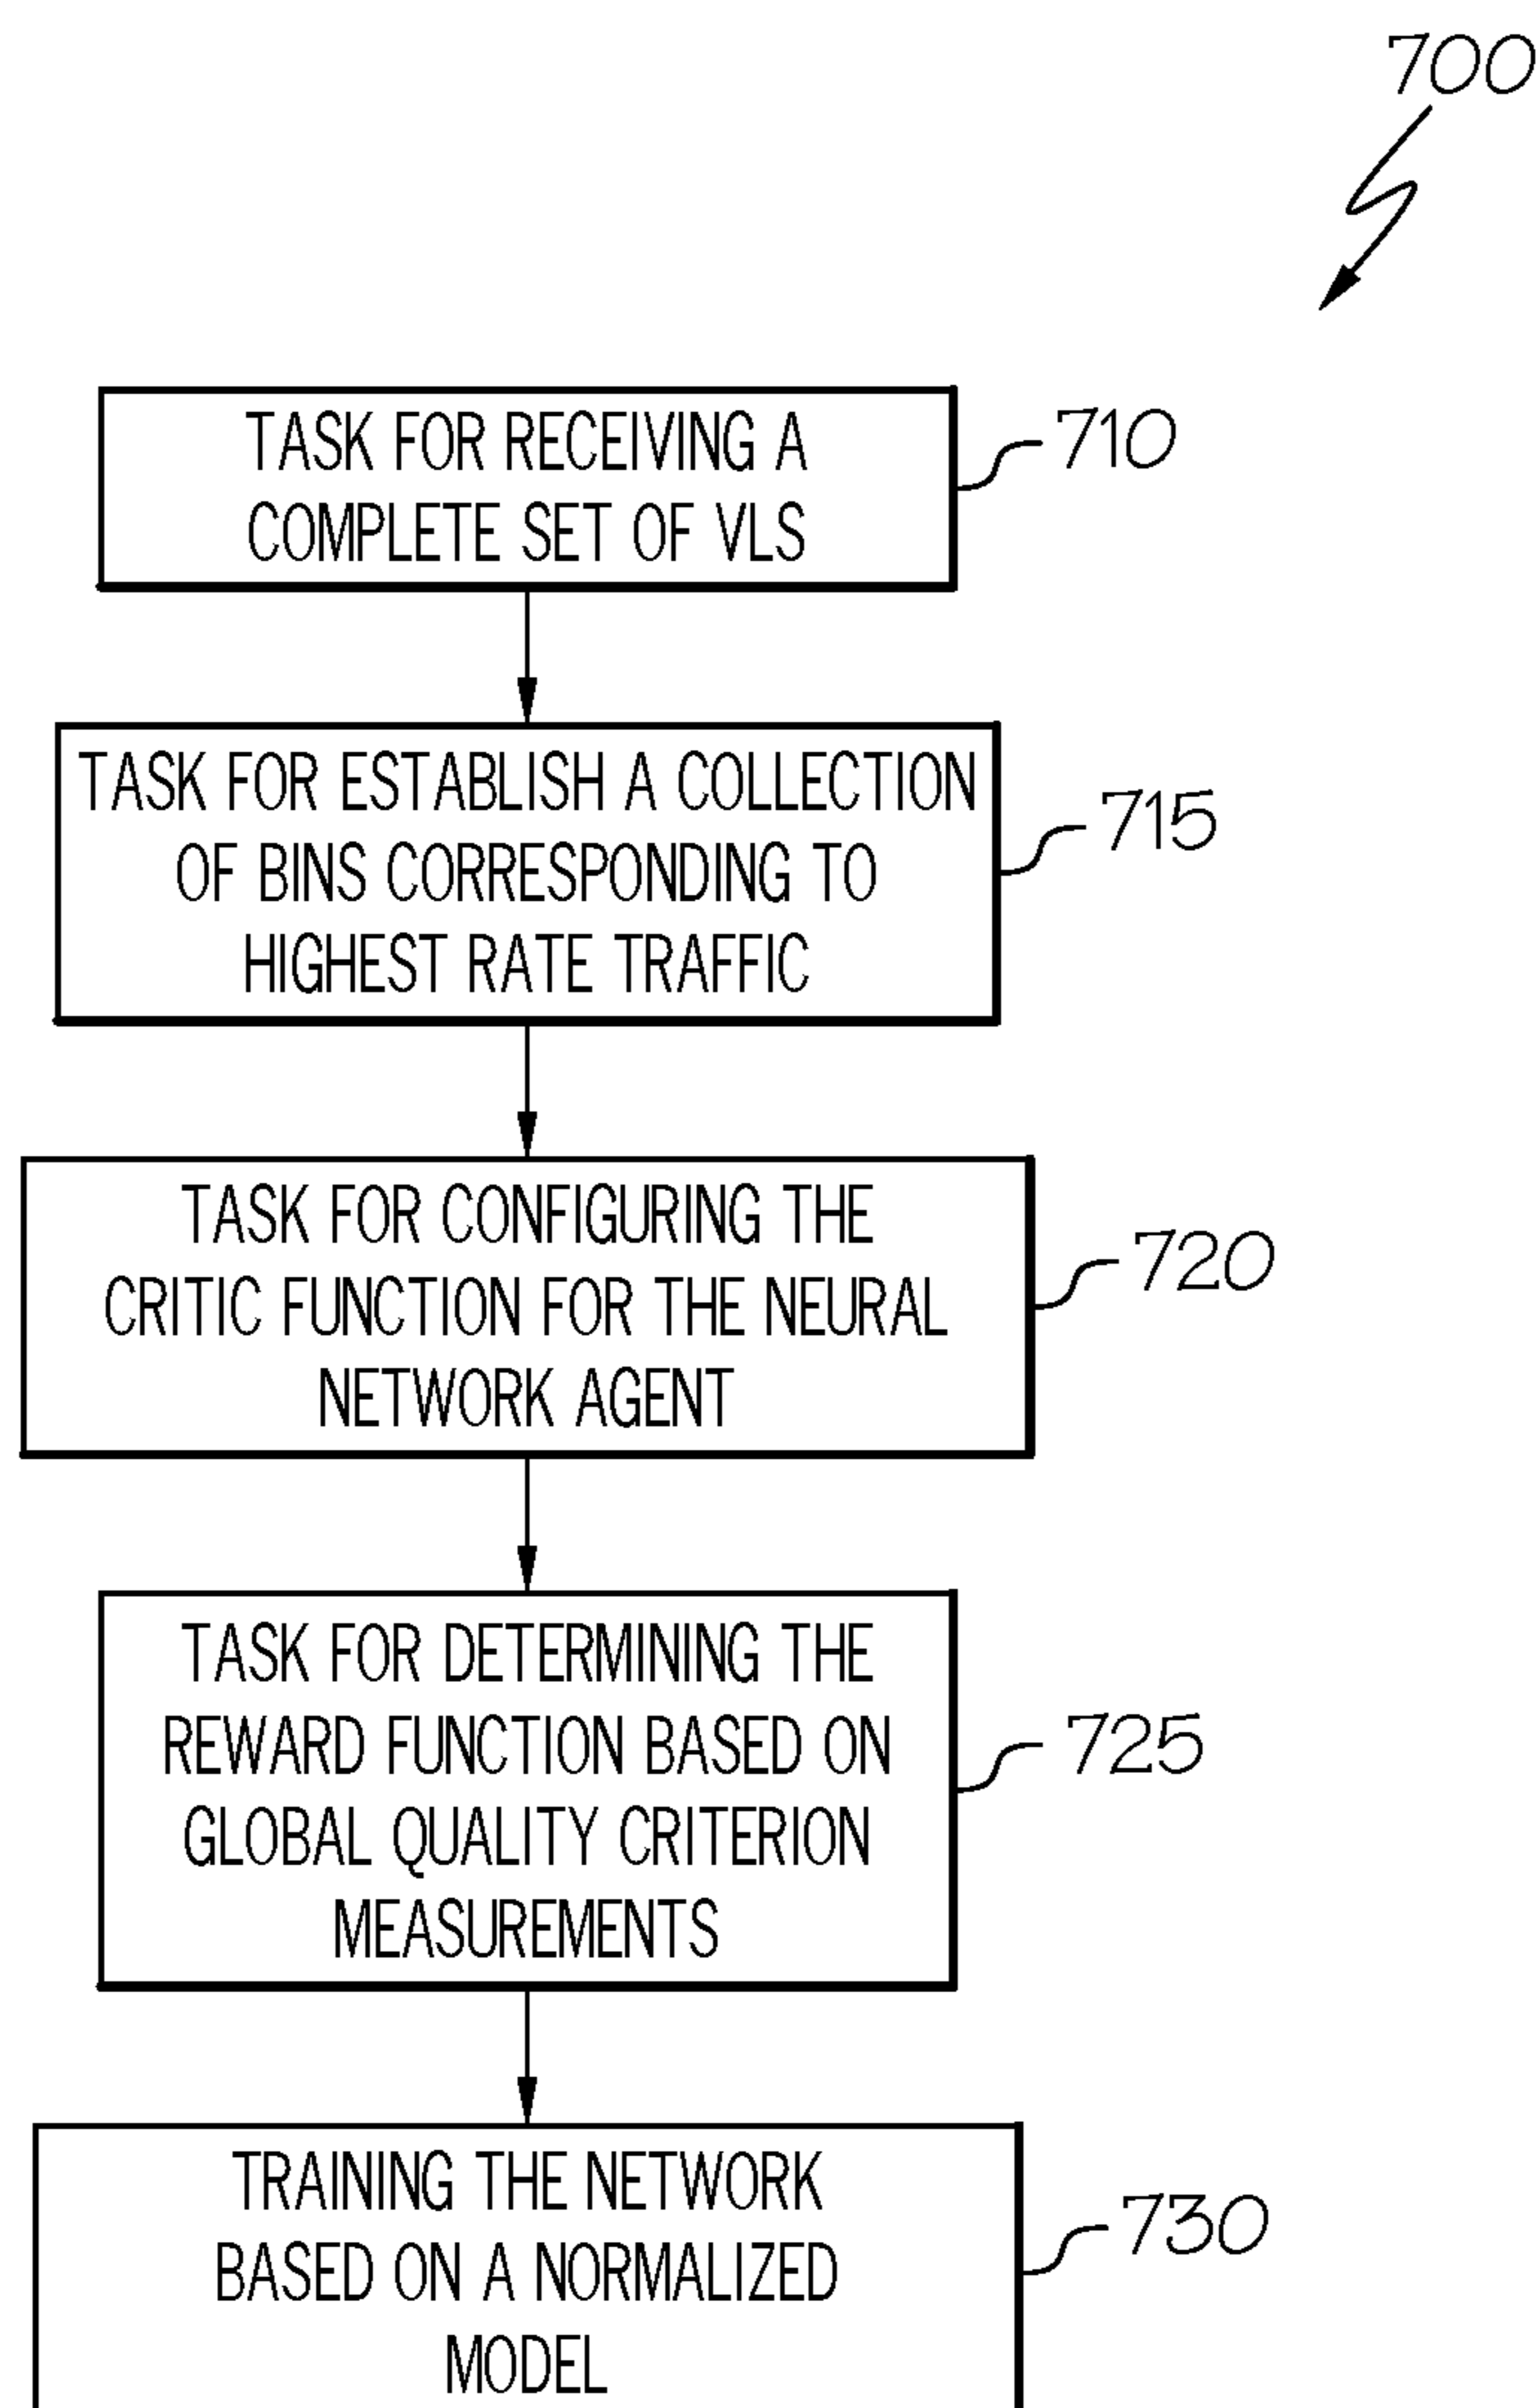 700
TASK FOR RECEIVING A
COMPLETE SET OF VLS
710
TASK FOR ESTABLISH A COLLECTION
OF BINS CORRESPONDING TO
HIGHEST RATE TRAFFIC
715
TASK FOR CONFIGURING THE
CRITIC FUNCTION FOR THE NEURAL
NETWORK AGENT
720
TASK FOR DETERMINING THE
REWARD FUNCTION BASED ON
GLOBAL QUALITY CRITERION
MEASUREMENTS
725
TRAINING THE NETWORK
BASED ON A NORMALIZED
MODEL
730